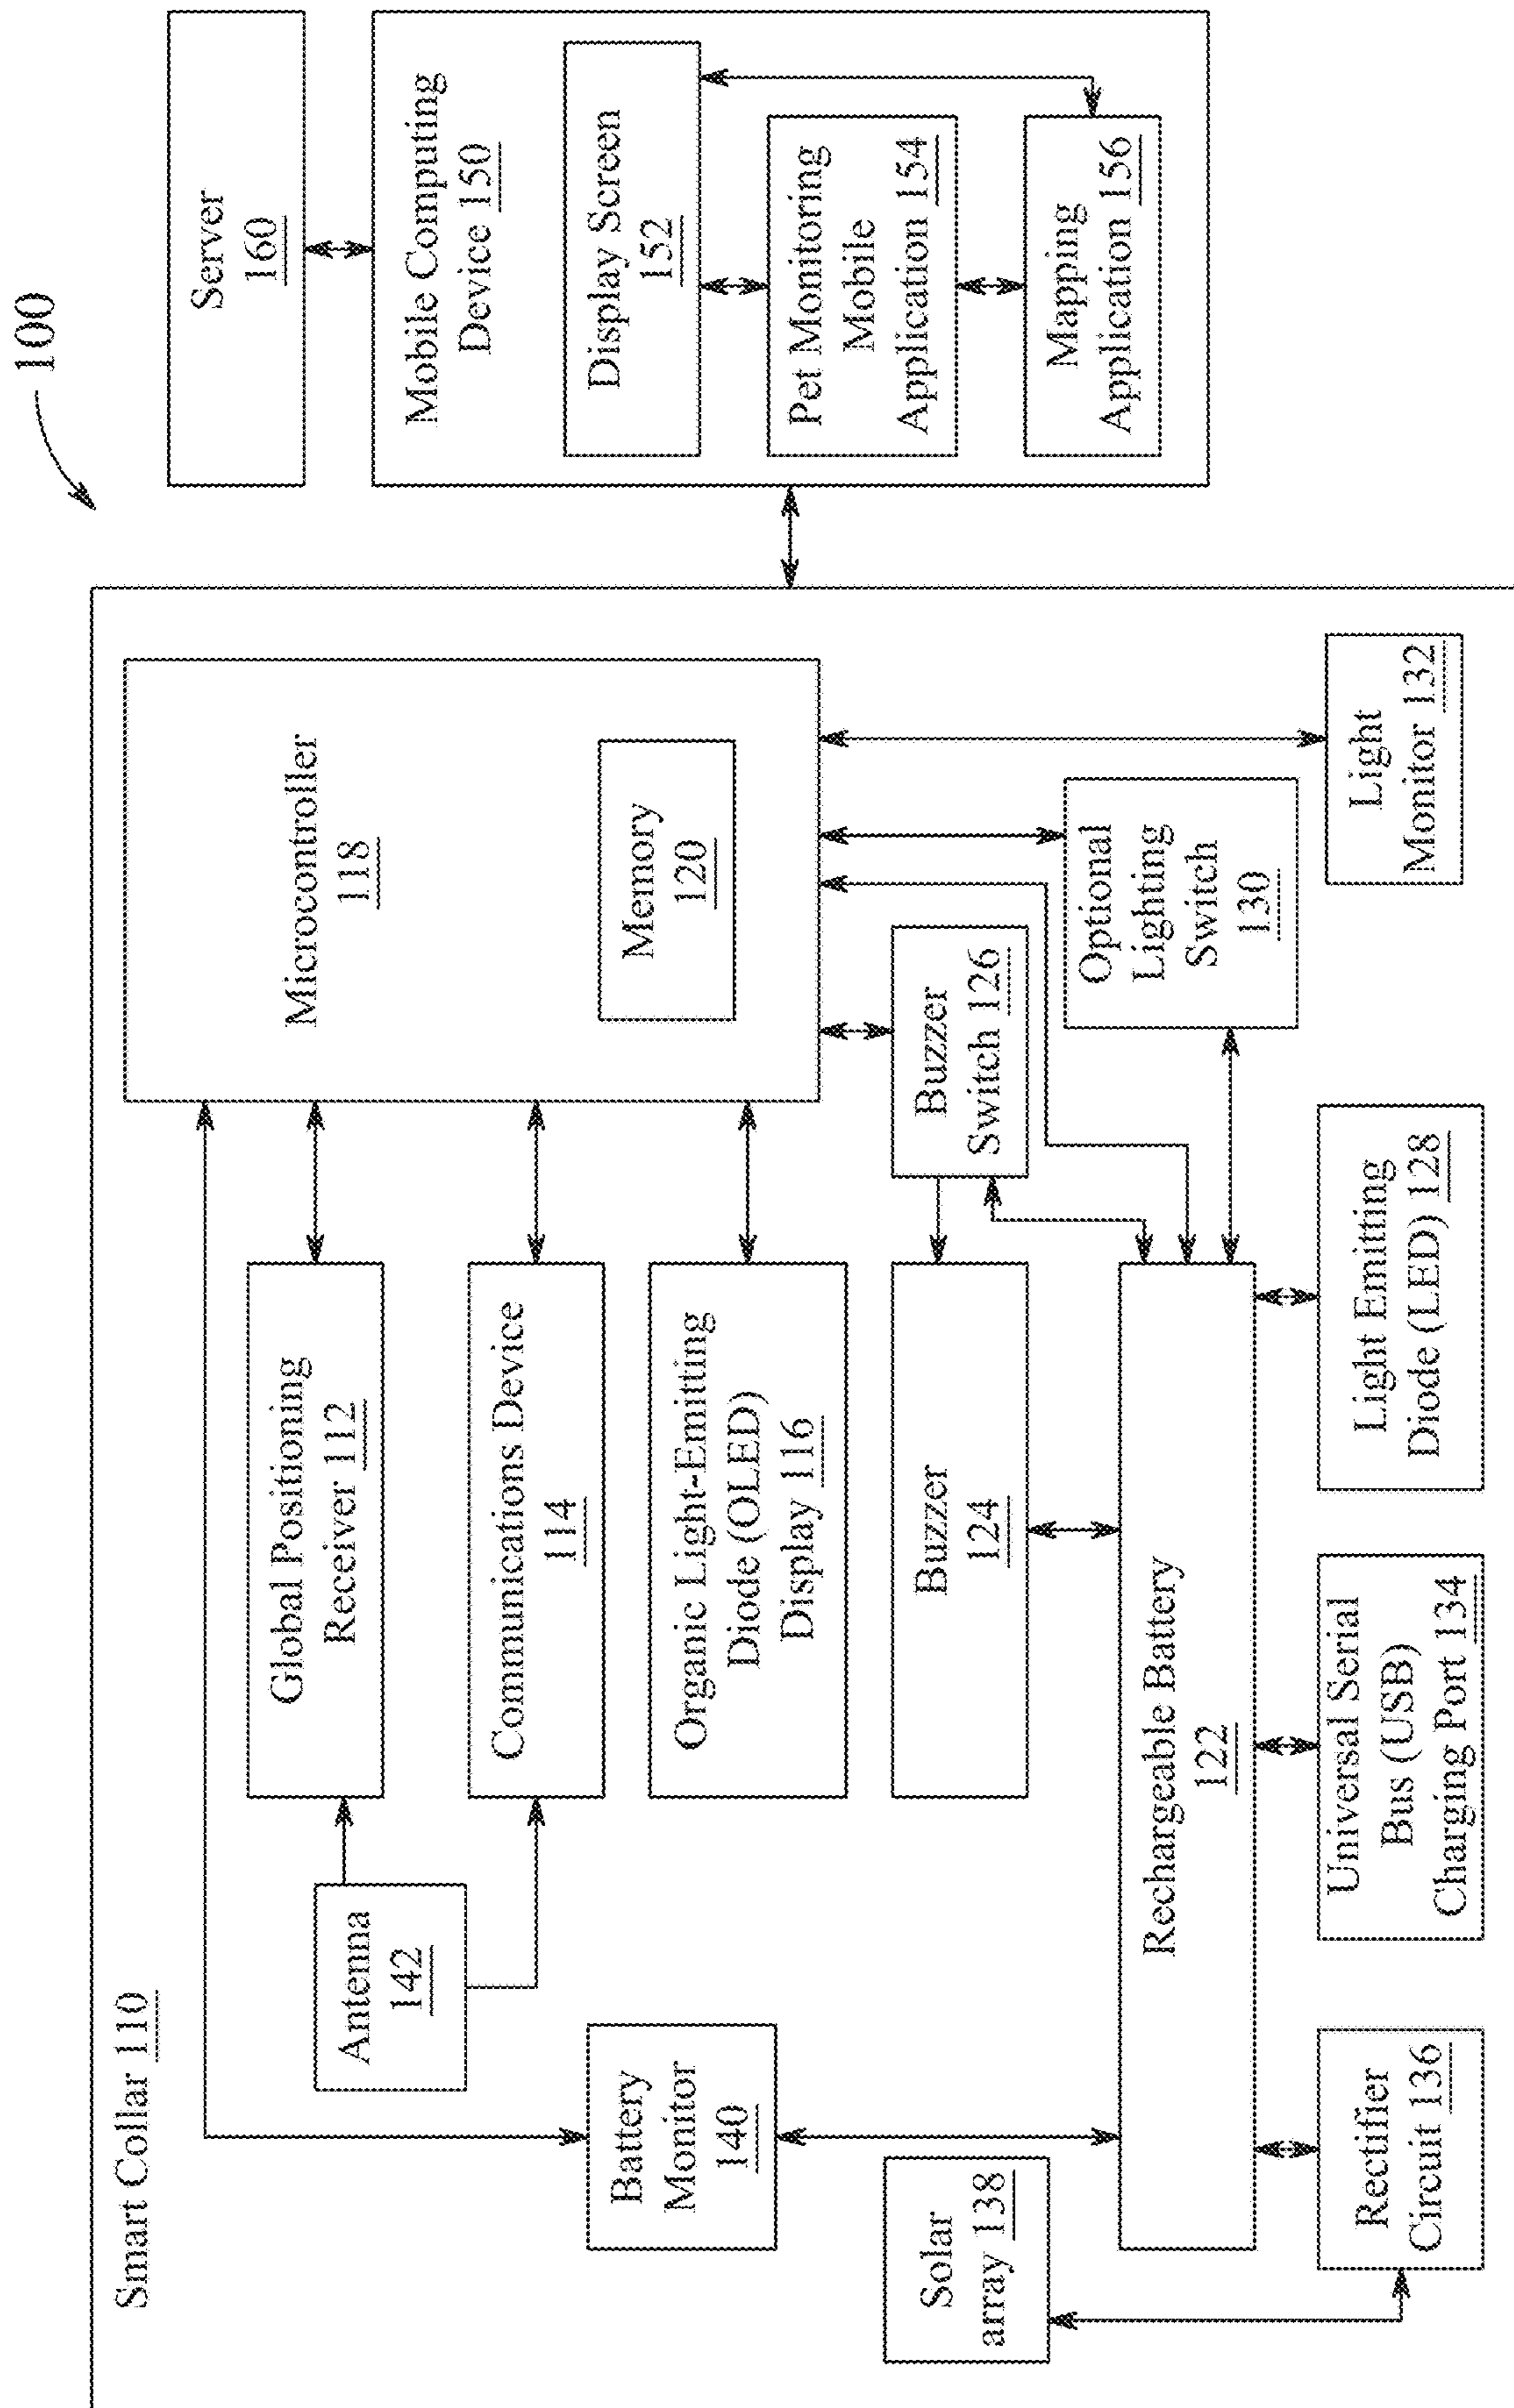 100
Smart Collar 110
Global Positioning
Receiver 112
Antenna
142
Communications Device
114
Organic Light-Emitting
Diode (OLED)
Display 116
Battery
Monitor
140
Microcontroller
118
Memory
120
Buzzer
124
Buzzer
Switch 126
Solar
array 138
Rechargeable Battery
122
Optional
Lighting
Switch
130
Rectifier
Circuit 136
Universal Serial
Bus (USB)
Charging Port 134
Light Emitting
Diode (LED) 128
Light
Monitor 132
Server
160
Mobile Computing
Device 150
Display Screen
152
Pet Monitoring
Mobile
Application 154
Mapping
Application 156